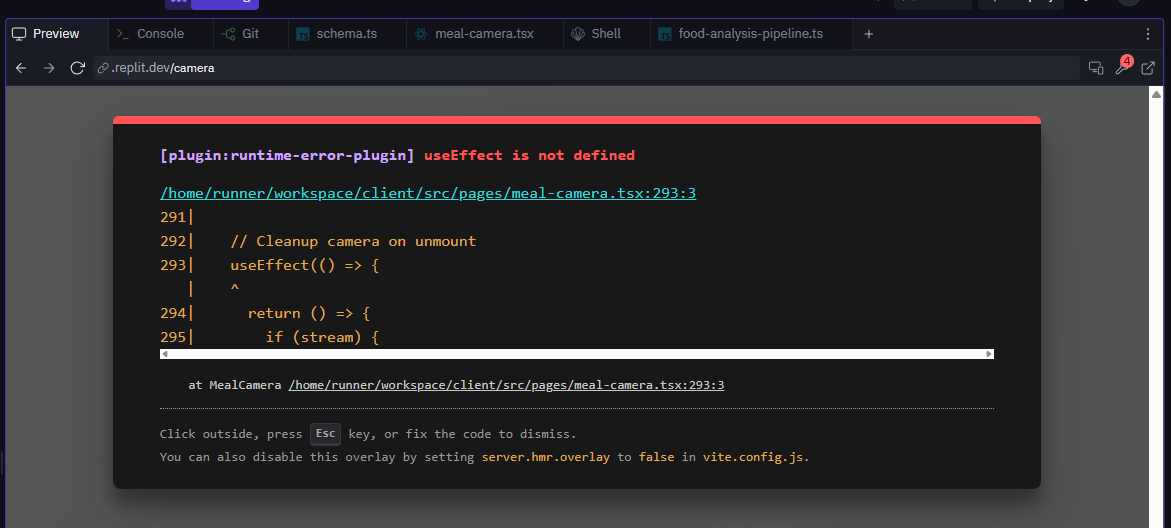 Preview
Console
Git
schema.ts
meal-camera.tsx
Shell
food-analysis-pipeline.ts
.replit.dev/camera
4
[plugin:runtime-error-plugin] useEffect is not defined
/home/runner/workspace/client/src/pages/meal-camera.tsx:293:3
291|
292|    // Cleanup camera on unmount
293|    useEffect(() => {
   |    ^
294|      return () => {
295|        if (stream) {
at MealCamera /home/runner/workspace/client/src/pages/meal-camera.tsx:293:3
Click outside, press Esc key, or fix the code to dismiss.
You can also disable this overlay by setting server.hmr.overlay to false in vite.config.js.